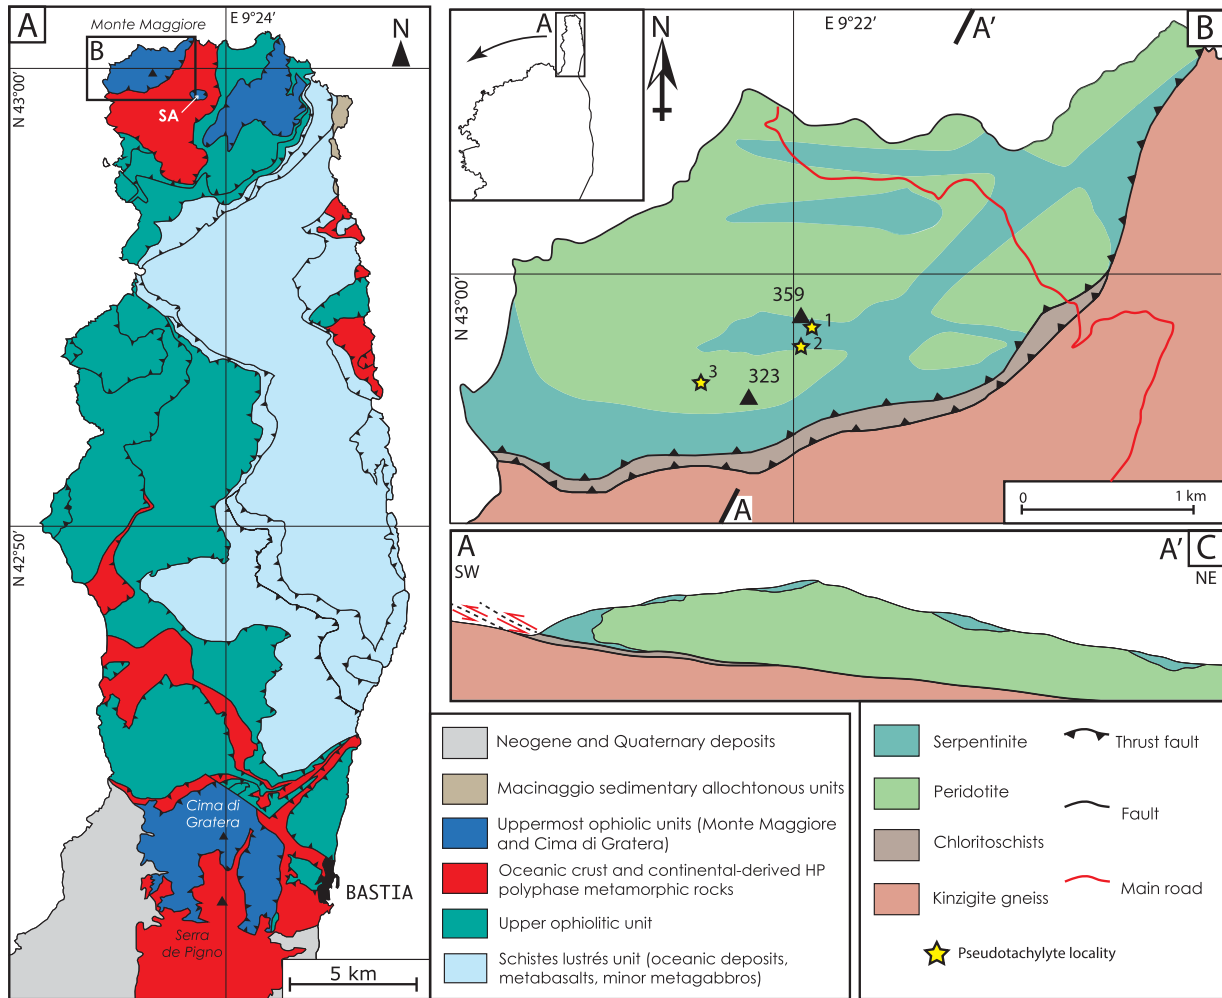 A
Monte Maggiore
E 9°24′
N
B
N 43°00′
SA
N 42°50′
Cima di
Gratera
BASTIA
Serra
de Pigno
5 km
A
N
E 9°22′
A′
B
N 43°00′
359
1
2
3
323
A
0
1 km
A
SW
A′
C
NE
Neogene and Quaternary deposits
Macinaggio sedimentary allochtonous units
Uppermost ophiolic units (Monte Maggiore
and Cima di Gratera)
Oceanic crust and continental-derived HP
polyphase metamorphic rocks
Upper ophiolitic unit
Schistes lustrés unit (oceanic deposits,
metabasalts, minor metagabbros)
Serpentinite
Peridotite
Chloritoschists
Kinzigite gneiss
Thrust fault
Fault
Main road
Pseudotachylyte locality